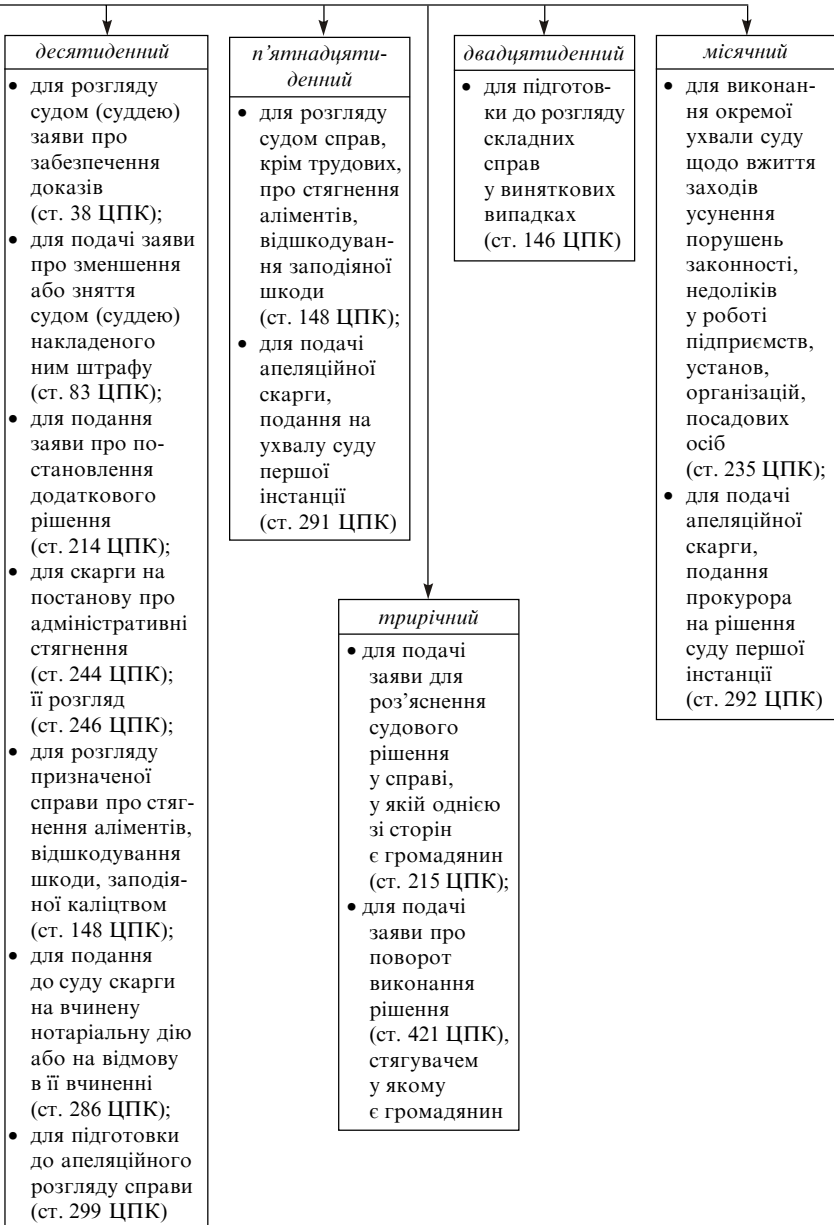 десятиденний
• для розгляду
судом (суддею)
заяви про
забезпечення
доказів
(ст. 38 ЦПК);
• для подачі заяви
про зменшення
або зняття
судом (суддею)
накладеного
ним штрафу
(ст. 83 ЦПК);
• для подання
заяви про по-
становлення
додаткового
рішення
(ст. 214 ЦПК);
• для скарги на
постанову про
адміністративні
стягнення
(ст. 244 ЦПК);
її розгляд
(ст. 246 ЦПК);
• для розгляду
призначеної
справи про стяг-
нення аліментів,
відшкодування
шкоди, заподія-
ної каліцтвом
(ст. 148 ЦПК);
• для подання
до суду скарги
на вчинену
нотаріальну дію
або на відмову
в її вчиненні
(ст. 286 ЦПК);
• для підготовки
до апеляційного
розгляду справи
(ст. 299 ЦПК)
п'ятнадцяти-
денний
• для розгляду
судом справ,
крім трудових,
про стягнення
аліментів,
відшкодуван-
ня заподіяної
шкоди
(ст. 148 ЦПК);
• для подачі
апеляційної
скарги,
подання на
ухвалу суду
першої
інстанції
(ст. 291 ЦПК)
двадцятиденний
• для підготов-
ки до розгляду
складних
справ
у виняткових
випадках
(ст. 146 ЦПК)
місячний
• для виконан-
ня окремої
ухвали суду
щодо вжиття
заходів
усунення
порушень
законності,
недоліків
у роботі
підприємств,
установ,
організацій,
посадових
осіб
(ст. 235 ЦПК);
• для подачі
апеляційної
скарги,
подання
прокурора
на рішення
суду першої
інстанції
(ст. 292 ЦПК)
трирічний
• для подачі
заяви для
роз'яснення
судового
рішення
у справі,
у якій однією
зі сторін
є громадянин
(ст. 215 ЦПК);
• для подачі
заяви про
поворот
виконання
рішення
(ст. 421 ЦПК),
стягувачем
у якому
є громадянин